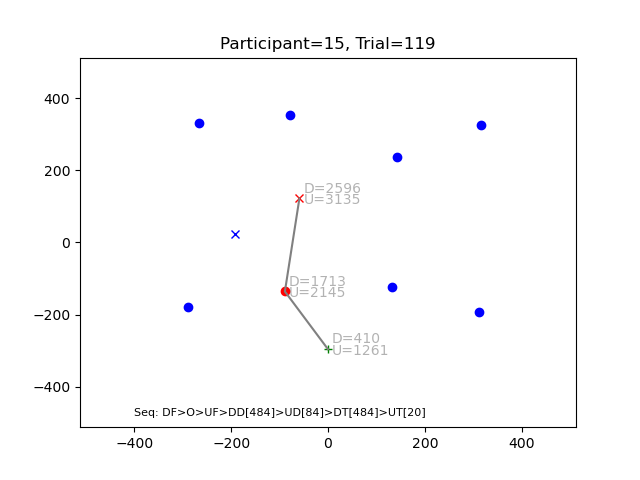 Participant=15, Trial=119
400
200
0
−200
−400
D=2596
U=3135
D=1713
U=2145
D=410
U=1261
Seq: DF>O>UF>DD[484]>UD[84]>DT[484]>UT[20]
−400 −200 0 200 400